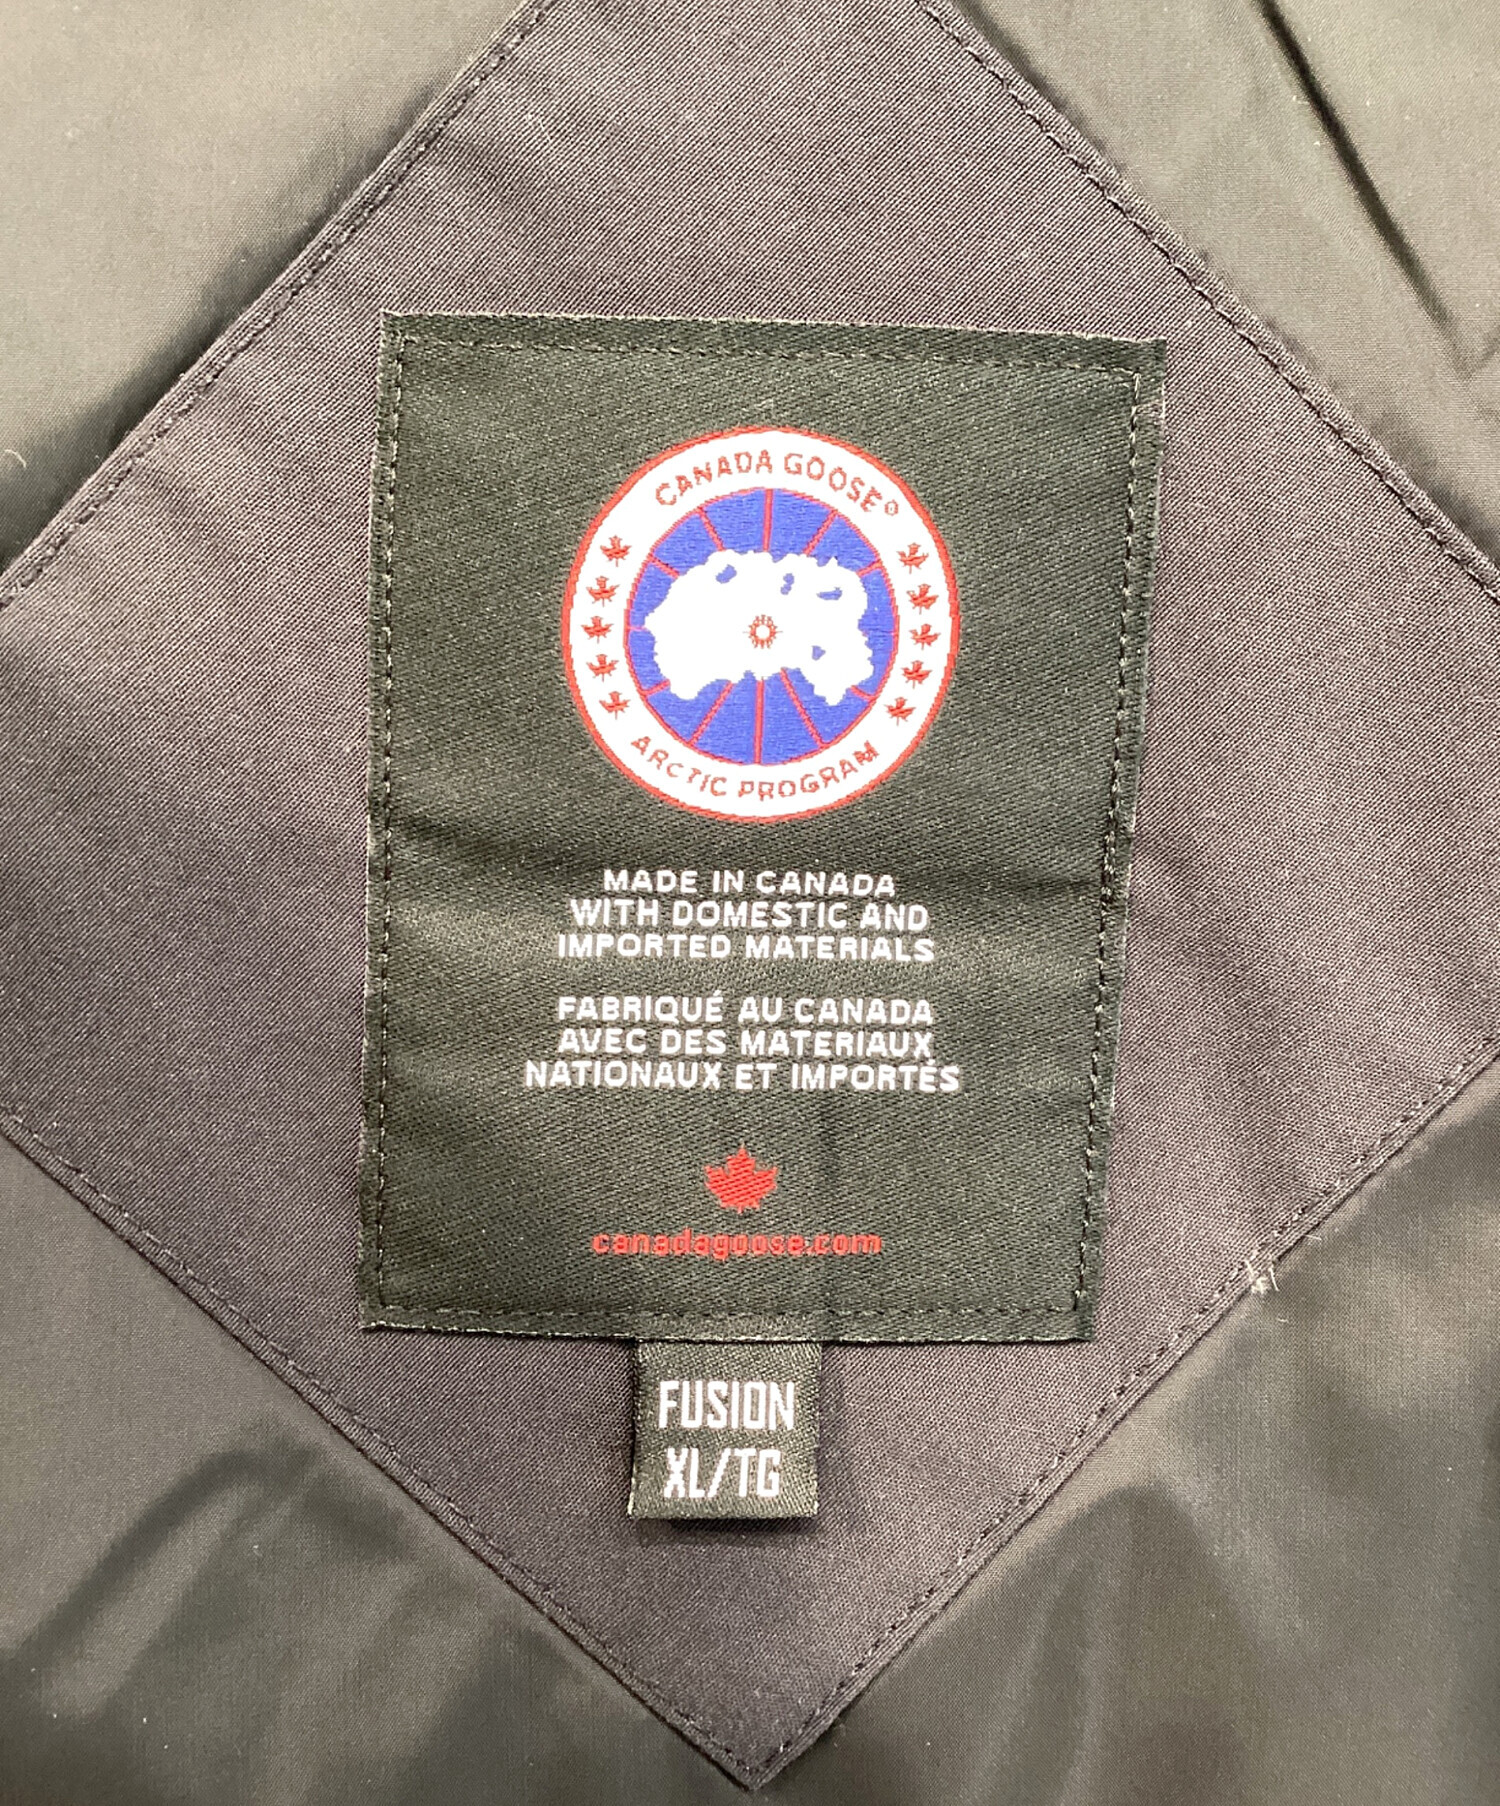 CANADA GOOSE®
ARCTIC PROGRAM
MADE IN CANADA
WITH DOMESTIC AND
IMPORTED MATERIALS
FABRIQUÉ AU CANADA
AVEC DES MATERIAUX
NATIONAUX ET IMPORTÉS
canadagoose.com
FUSION
XL/TG